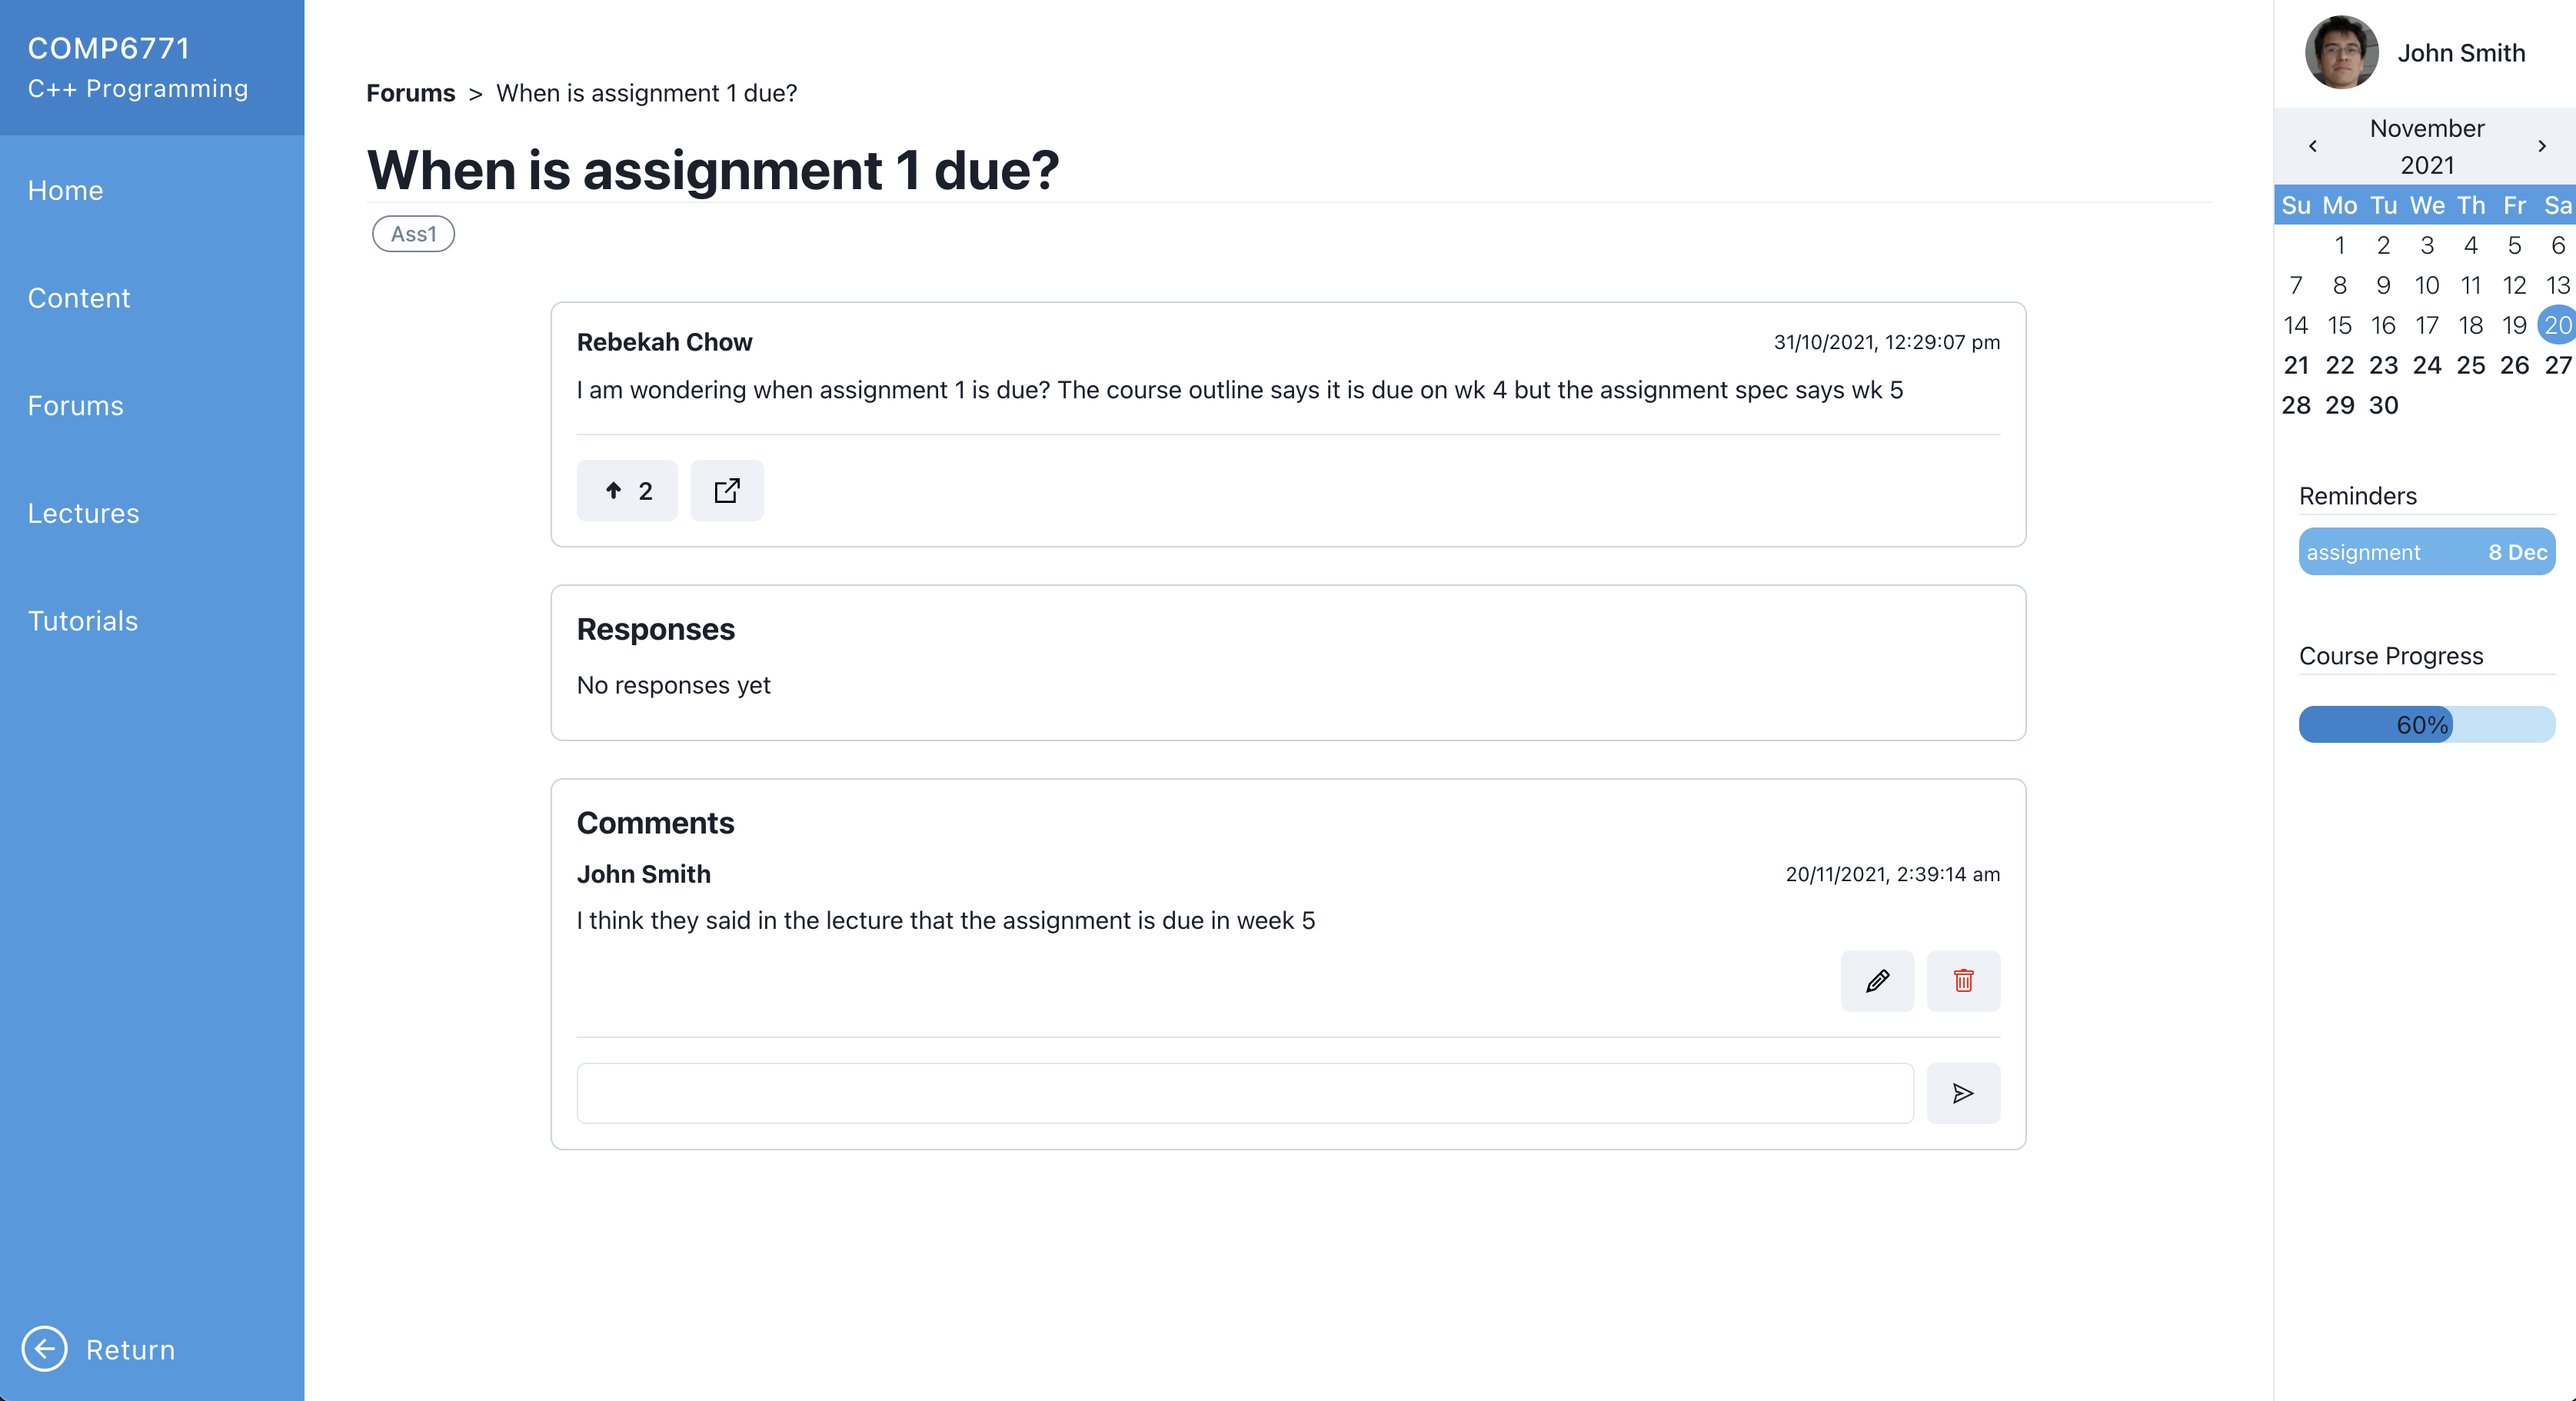 COMP6771
C++ Programming
Home
Content
Forums
Lectures
Tutorials
Return
Forums > When is assignment 1 due?
When is assignment 1 due?
Ass1
Rebekah Chow 31/10/2021, 12:29:07 pm
I am wondering when assignment 1 is due? The course outline says it is due on wk 4 but the assignment spec says wk 5
2
Responses
No responses yet
Comments
John Smith 20/11/2021, 2:39:14 am
I think they said in the lecture that the assignment is due in week 5
John Smith
November
2021
Su Mo Tu We Th Fr Sa
1 2 3 4 5 6
7 8 9 10 11 12 13
14 15 16 17 18 19 20
21 22 23 24 25 26 27
28 29 30
Reminders
assignment 8 Dec
Course Progress
60%